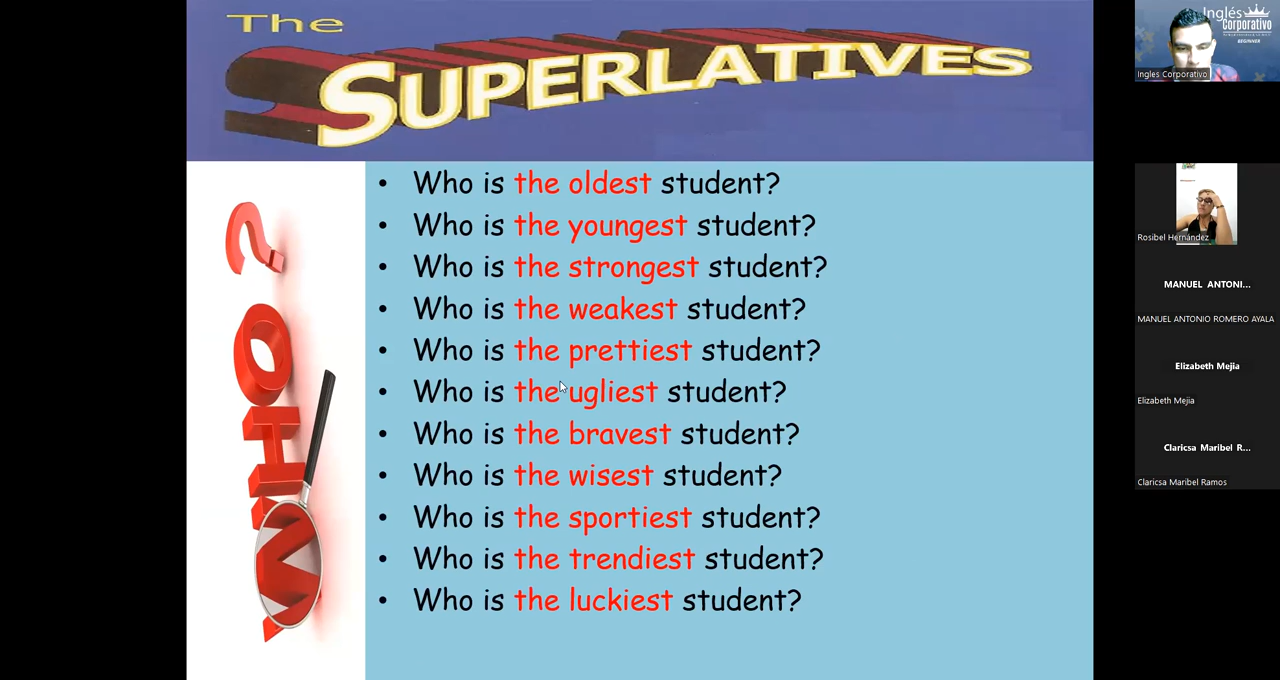 The
SUPERLATIVES
WHO?
• Who is the oldest student?
• Who is the youngest student?
• Who is the strongest student?
• Who is the weakest student?
• Who is the prettiest student?
• Who is the ugliest student?
• Who is the bravest student?
• Who is the wisest student?
• Who is the sportiest student?
• Who is the trendiest student?
• Who is the luckiest student?
Inglés
Corporativo
BEGINNER
Ingles Corporativo
Rosibel Hernández
MANUEL ANTONI...
MANUEL ANTONIO ROMERO AYALA
Elizabeth Mejia
Elizabeth Mejia
Claricsa Maribel R...
Claricsa Maribel Ramos